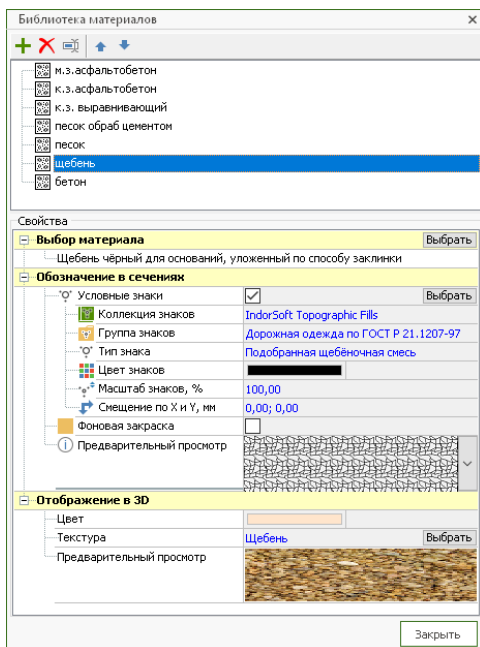 Библиотека материалов
м.з.асфальтобетон
к.з.асфальтобетон
к.з. выравнивающий
песок обраб цементом
песок
щебень
бетон
Свойства
Выбор материала Выбрать
Щебень чёрный для оснований, уложенный по способу заклинки
Обозначение в сечениях
Условные знаки Выбрать
Коллекция знаков IndorSoft Topographic Fills
Группа знаков Дорожная одежда по ГОСТ Р 21.1207-97
Тип знака Подобранная щебёночная смесь
Цвет знаков
Масштаб знаков, % 100,00
Смещение по X и Y, мм 0,00; 0,00
Фоновая закраска
Предварительный просмотр
Отображение в 3D
Цвет
Текстура Щебень Выбрать
Предварительный просмотр
Закрыть